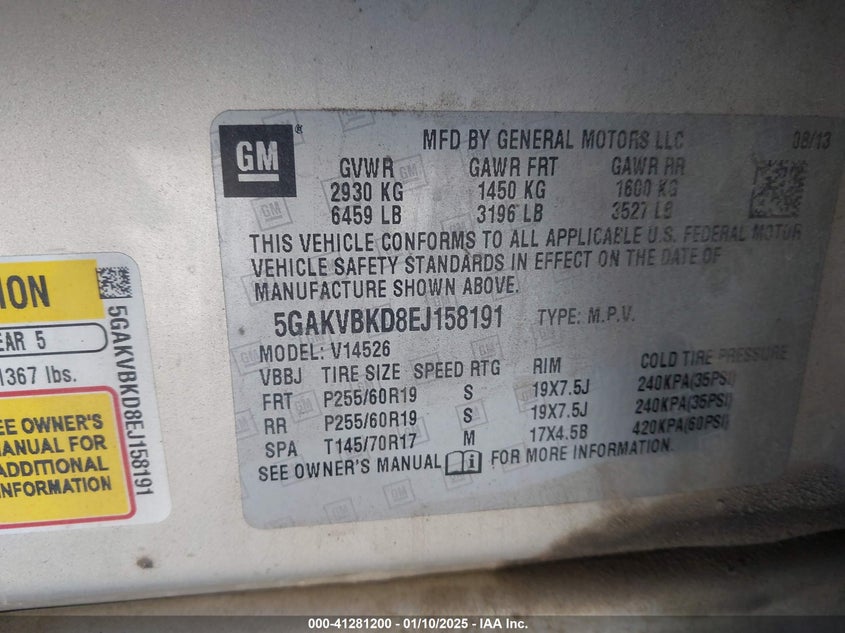 GM
MFD BY GENERAL MOTORS LLC 08/13
GVWR GAWR FRT GAWR RR
2930 KG 1450 KG 1600 KG
6459 LB 3196 LB 3527 LB
THIS VEHICLE CONFORMS TO ALL APPLICABLE U.S. FEDERAL MOTOR
VEHICLE SAFETY STANDARDS IN EFFECT ON THE DATE OF
MANUFACTURE SHOWN ABOVE.
5GAKVBKD8EJ158191 TYPE: M.P.V.
MODEL: V14526
VBBJ TIRE SIZE SPEED RTG RIM COLD TIRE PRESSURE
FRT P255/60R19 S 19X7.5J 240KPA(35PSI)
RR P255/60R19 S 19X7.5J 240KPA(35PSI)
SPA T145/70R17 M 17X4.5B 420KPA(60PSI)
SEE OWNER'S MANUAL FOR MORE INFORMATION.
ION
EAR 5
1367 lbs.
EE OWNER'S
MANUAL FOR
ADDITIONAL
NFORMATION
5GAKVBKD8EJ158191
000-41281200 - 01/10/2025 - IAA Inc.